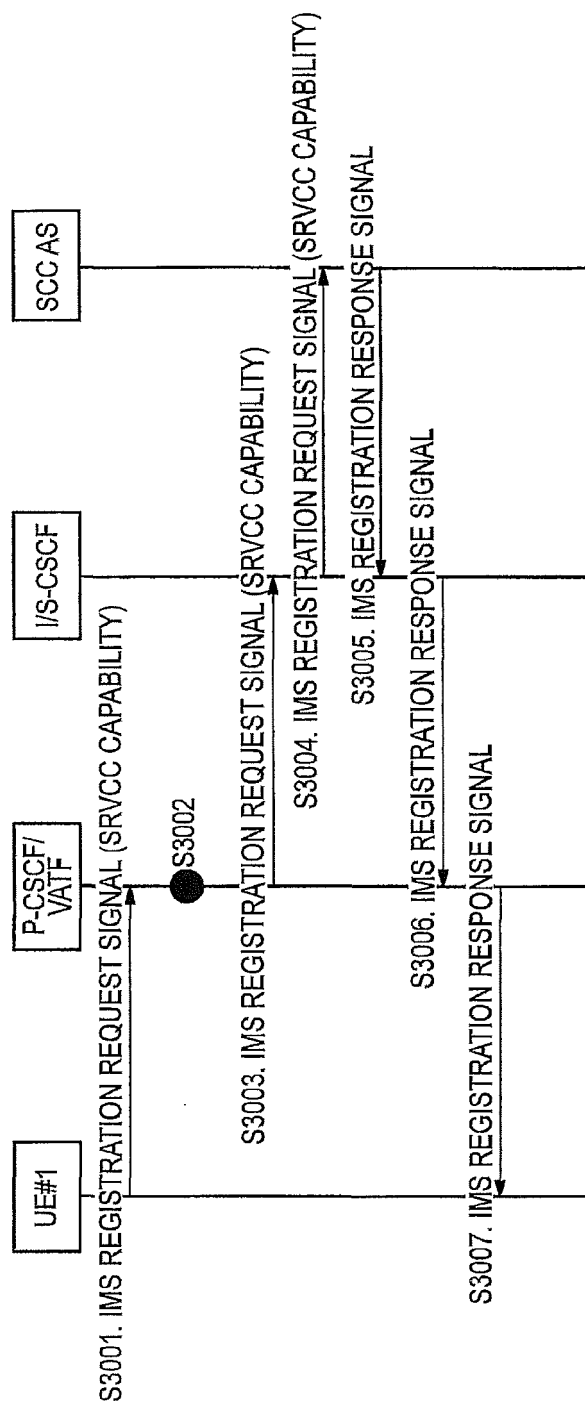 UE#1
P-CSCF/
VATF
I/S-CSCF
SCC AS
S3001. IMS REGISTRATION REQUEST SIGNAL (SRVCC CAPABILITY)
S3002
S3003. IMS REGISTRATION REQUEST SIGNAL (SRVCC CAPABILITY)
S3004. IMS REGISTRATION REQUEST SIGNAL (SRVCC CAPABILITY)
S3005. IMS REGISTRATION RESPONSE SIGNAL
S3006. IMS REGISTRATION RESPONSE SIGNAL
S3007. IMS REGISTRATION RESPONSE SIGNAL